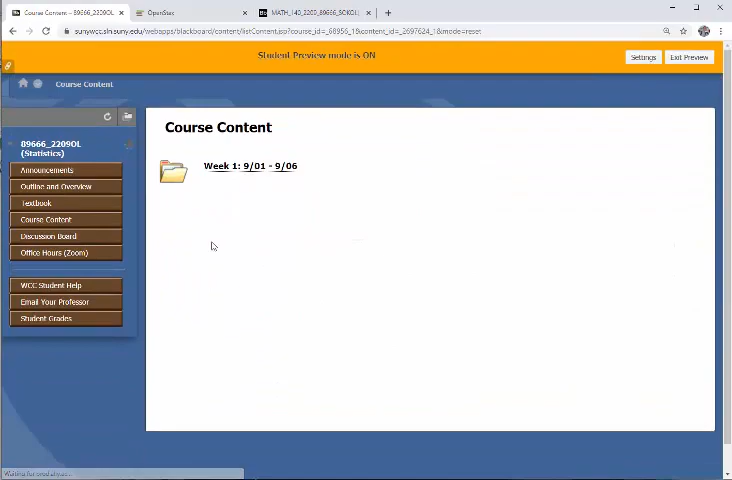 Course Content – 89666_2209OL
OpenStax
MATH_140_2209_89666_SOKOL
sunywcc.sln.suny.edu/webapps/blackboard/content/listContent.jsp?course_id=_68956_1&content_id=_2697624_1&mode=reset
Student Preview mode is ON
Settings
Exit Preview
Course Content
89666_2209OL
(Statistics)
Announcements
Outline and Overview
Textbook
Course Content
Discussion Board
Office Hours (Zoom)
WCC Student Help
Email Your Professor
Student Grades
Course Content
Week 1: 9/01 - 9/06